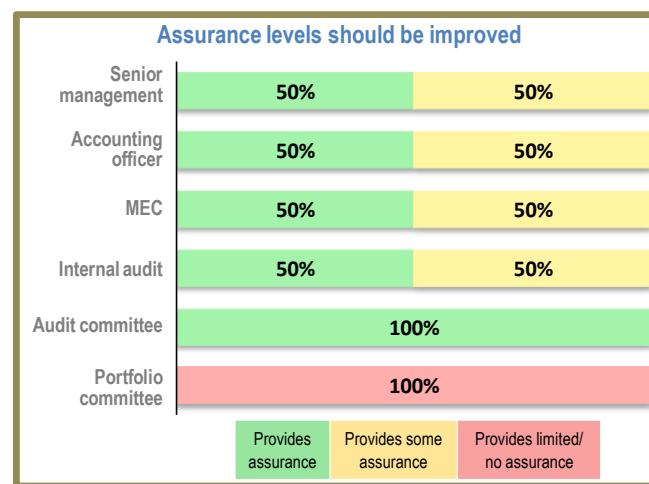 Assurance levels should be improved
Senior
management
50%
50%
Accounting
officer
50%
50%
MEC
50%
50%
Internal audit
50%
50%
Audit committee
100%
Portfolio
committee
100%
Provides
assurance
Provides some
assurance
Provides limited/
no assurance